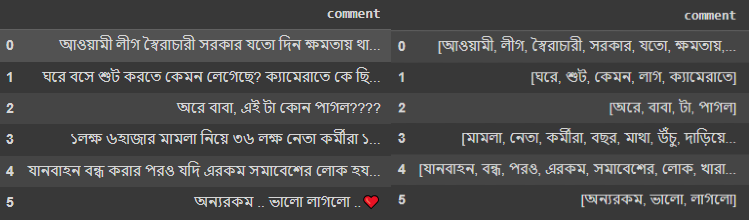 comment
0 আওয়ামী লীগ স্বৈরাচারী সরকার যতো দিন ক্ষমতায় থা...
1 ঘরে বসে শুট করতে কেমন লেগেছে? ক্যামেরাতে কে ছি...
2 অরে বাবা, এই টা কোন পাগল????
3 ১লক্ষ ৬হাজার মামলা নিয়ে ৩৬ লক্ষ নেতা কর্মীরা ১...
4 যানবাহন বন্ধ করার পরও যদি এরকম সমাবেশের লোক হয...
5 অন্যরকম .. ভালো লাগলো ..❤️
comment
0 [আওয়ামী, লীগ, স্বৈরাচারী, সরকার, যতো, ক্ষমতায়,...
1 [ঘরে, শুট, কেমন, লাগ, ক্যামেরাতে]
2 [অরে, বাবা, টা, পাগল]
3 [মামলা, নেতা, কর্মীরা, বছর, মাথা, উঁচু, দাড়িয়ে...
4 [যানবাহন, বন্ধ, পরও, এরকম, সমাবেশের, লোক, খারা...
5 [অন্যরকম, ভালো, লাগলো]